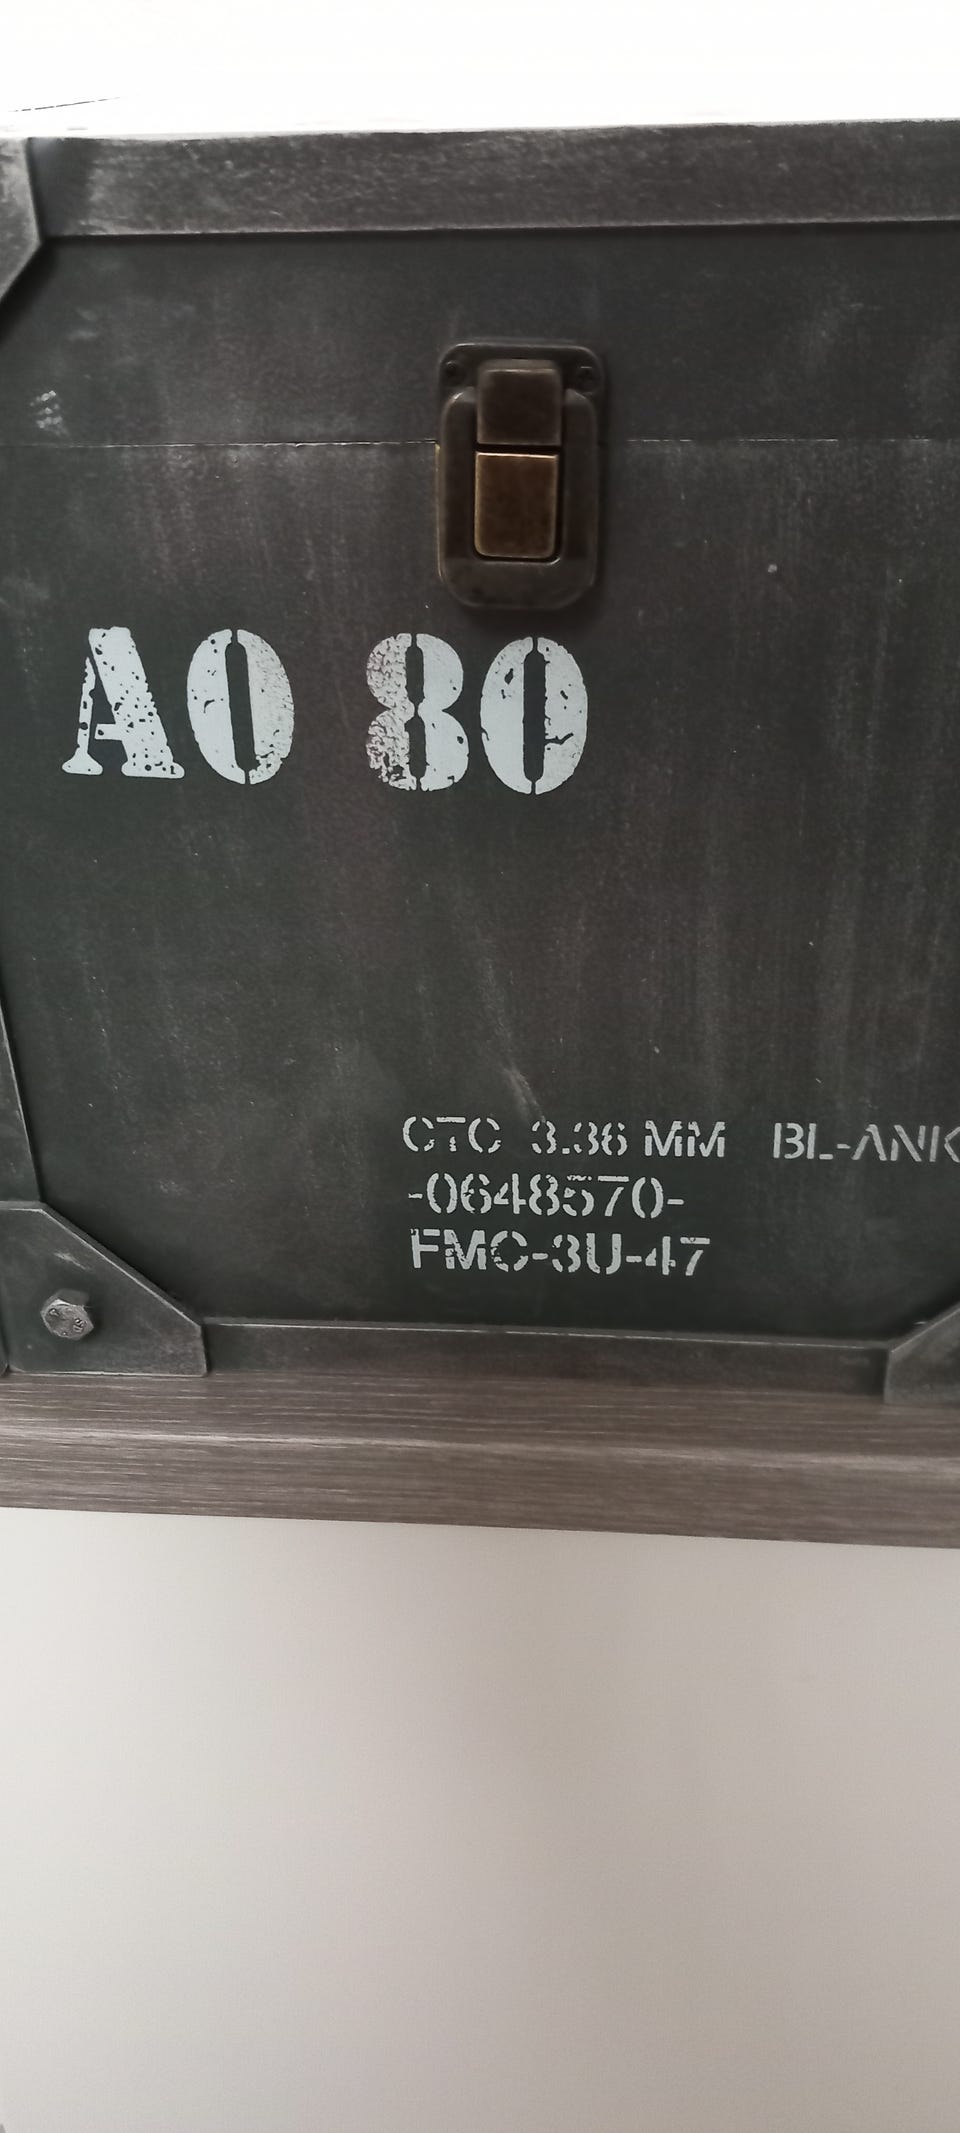 A0 80
CTC 3.36 MM BL-ANK
-0648570-
FMC-3U-47